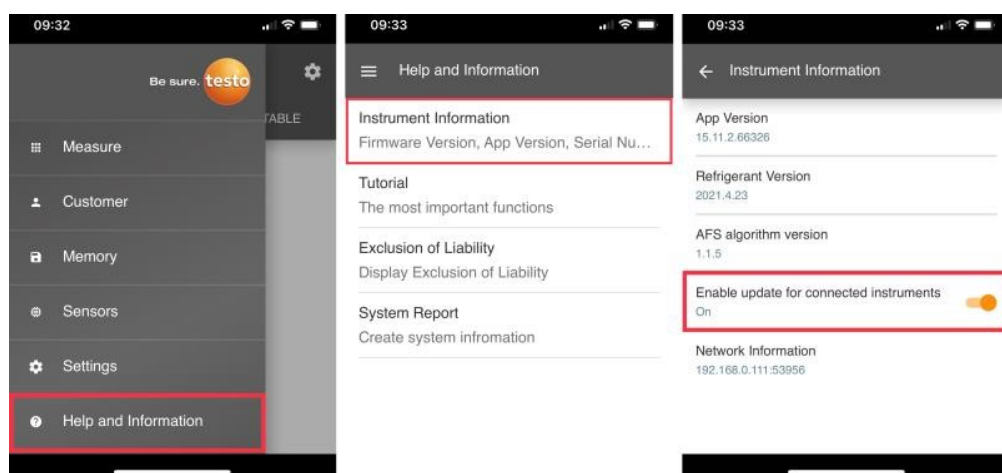 09:32
Be sure. testo
TABLE
Measure
Customer
Memory
Sensors
Settings
Help and Information
09:33
Help and Information
Instrument Information
Firmware Version, App Version, Serial Nu...
Tutorial
The most important functions
Exclusion of Liability
Display Exclusion of Liability
System Report
Create system infromation
09:33
Instrument Information
App Version
15.11.2.66326
Refrigerant Version
2021.4.23
AFS algorithm version
1.1.5
Enable update for connected instruments
On
Network Information
192.168.0.111:53956